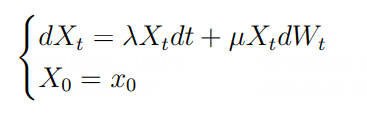 dX_t = λX_t dt + μX_t dW_t
X_0 = x_0